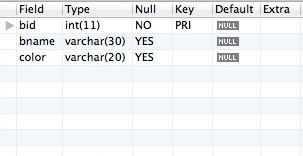 Field Type Null Key Default Extra
bid int(11) NO PRI NULL
bname varchar(30) YES NULL
color varchar(20) YES NULL